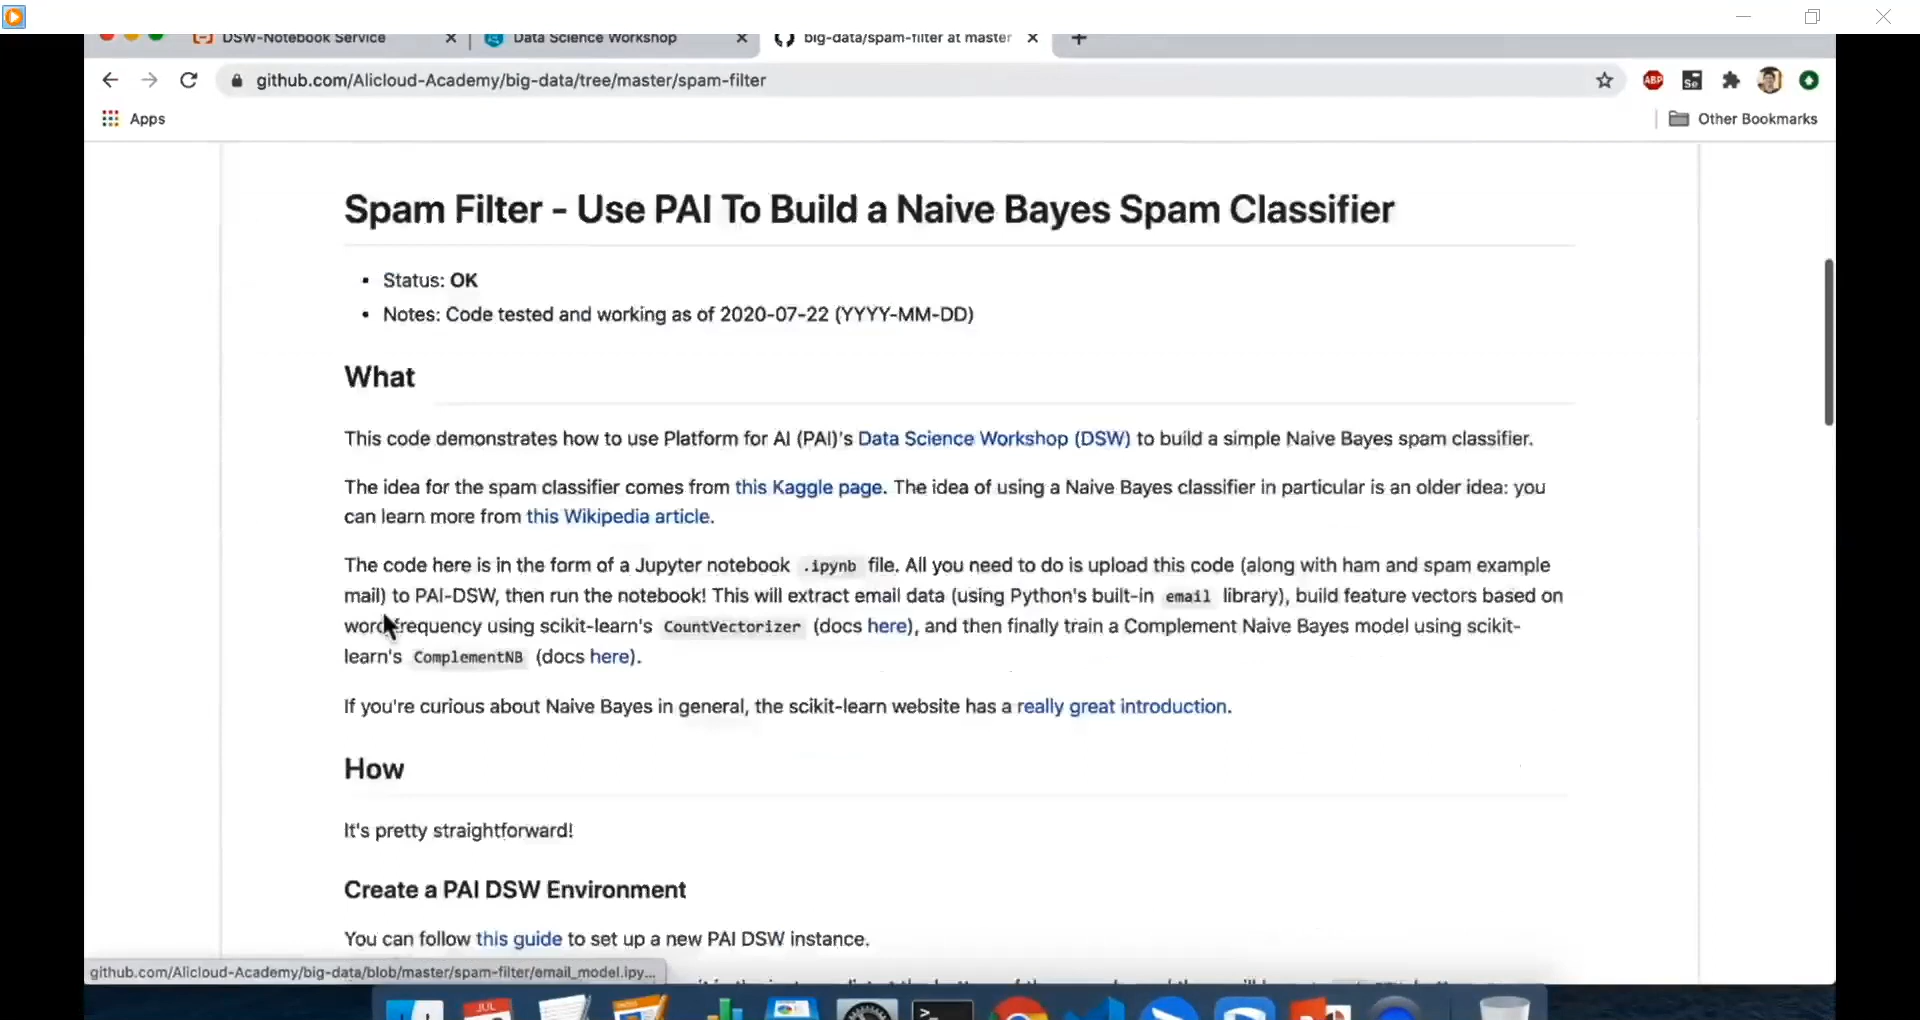 DSW-Notebook Service
Data Science Workshop
big-data/spam-filter at master
github.com/Alicloud-Academy/big-data/tree/master/spam-filter
ABP
Se
Apps
Other Bookmarks
Spam Filter - Use PAI To Build a Naive Bayes Spam Classifier
Status: OK
Notes: Code tested and working as of 2020-07-22 (YYYY-MM-DD)
What
This code demonstrates how to use Platform for AI (PAI)'s Data Science Workshop (DSW) to build a simple Naive Bayes spam classifier.
The idea for the spam classifier comes from this Kaggle page. The idea of using a Naive Bayes classifier in particular is an older idea: you
can learn more from this Wikipedia article.
The code here is in the form of a Jupyter notebook .ipynb file. All you need to do is upload this code (along with ham and spam example
mail) to PAI-DSW, then run the notebook! This will extract email data (using Python's built-in email library), build feature vectors based on
word frequency using scikit-learn's CountVectorizer (docs here), and then finally train a Complement Naive Bayes model using scikit-
learn's ComplementNB (docs here).
If you're curious about Naive Bayes in general, the scikit-learn website has a really great introduction.
How
It's pretty straightforward!
Create a PAI DSW Environment
You can follow this guide to set up a new PAI DSW instance.
github.com/Alicloud-Academy/big-data/blob/master/spam-filter/email_model.ipy...
JUL